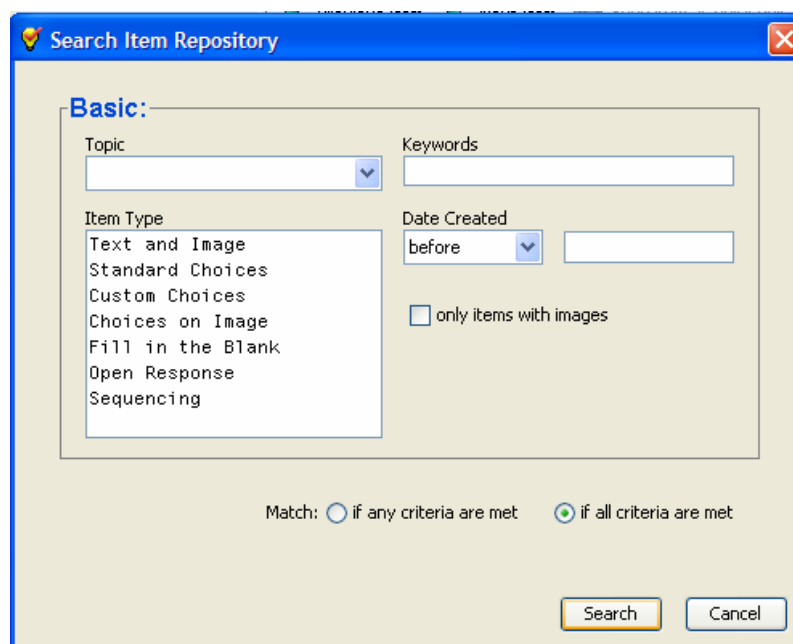 Search Item Repository
Basic:
Topic
Keywords
Item Type
Text and Image
Standard Choices
Custom Choices
Choices on Image
Fill in the Blank
Open Response
Sequencing
Date Created
before
only items with images
Match: if any criteria are met if all criteria are met
Search Cancel